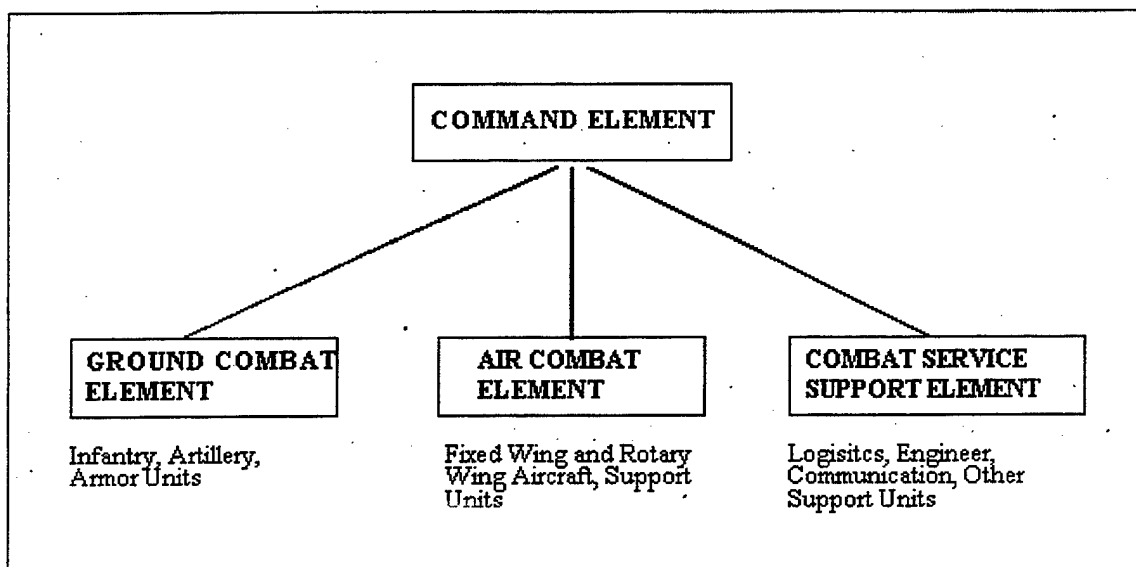 COMMAND ELEMENT
GROUND COMBAT
ELEMENT
AIR COMBAT
ELEMENT
COMBAT SERVICE
SUPPORT ELEMENT
Infantry, Artillery,
Armor Units
Fixed Wing and Rotary
Wing Aircraft, Support
Units
Logisitcs, Engineer,
Communication, Other
Support Units